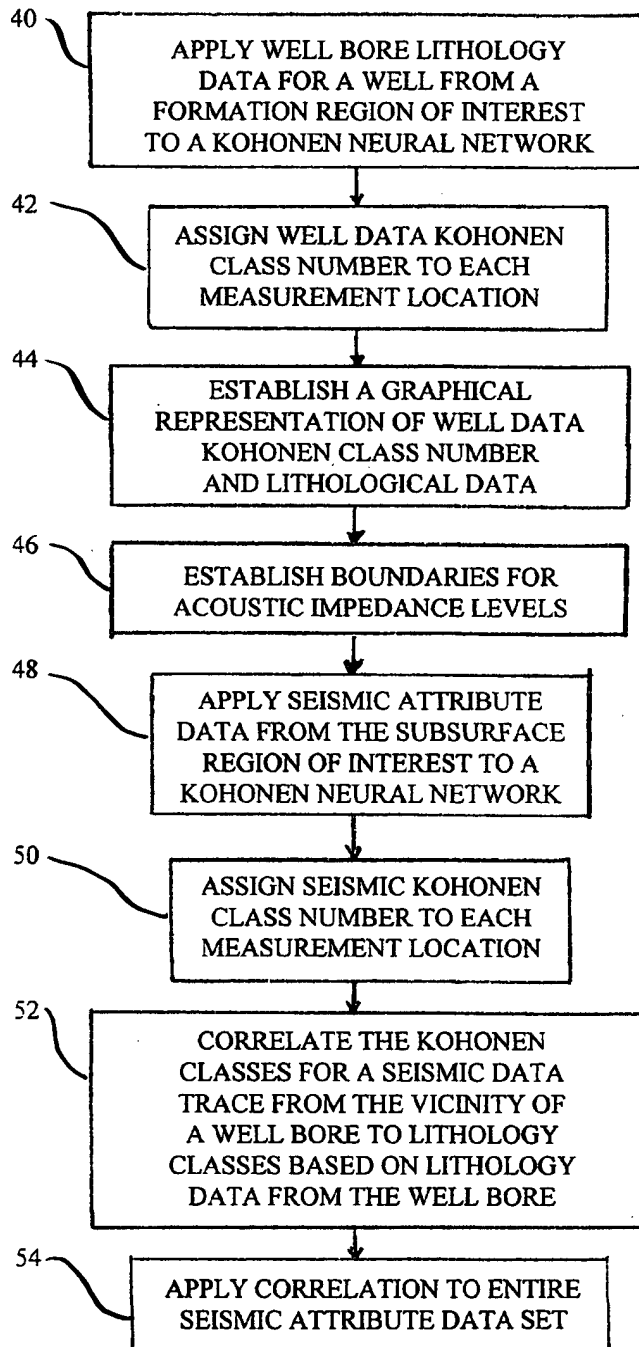 40
APPLY WELL BORE LITHOLOGY
DATA FOR A WELL FROM A
FORMATION REGION OF INTEREST
TO A KOHONEN NEURAL NETWORK
42
ASSIGN WELL DATA KOHONEN
CLASS NUMBER TO EACH
MEASUREMENT LOCATION
44
ESTABLISH A GRAPHICAL
REPRESENTATION OF WELL DATA
KOHONEN CLASS NUMBER
AND LITHOLOGICAL DATA
46
ESTABLISH BOUNDARIES FOR
ACOUSTIC IMPEDANCE LEVELS
48
APPLY SEISMIC ATTRIBUTE
DATA FROM THE SUBSURFACE
REGION OF INTEREST TO A
KOHONEN NEURAL NETWORK
50
ASSIGN SEISMIC KOHONEN
CLASS NUMBER TO EACH
MEASUREMENT LOCATION
52
CORRELATE THE KOHONEN
CLASSES FOR A SEISMIC DATA
TRACE FROM THE VICINITY OF
A WELL BORE TO LITHOLOGY
CLASSES BASED ON LITHOLOGY
DATA FROM THE WELL BORE
54
APPLY CORRELATION TO ENTIRE
SEISMIC ATTRIBUTE DATA SET